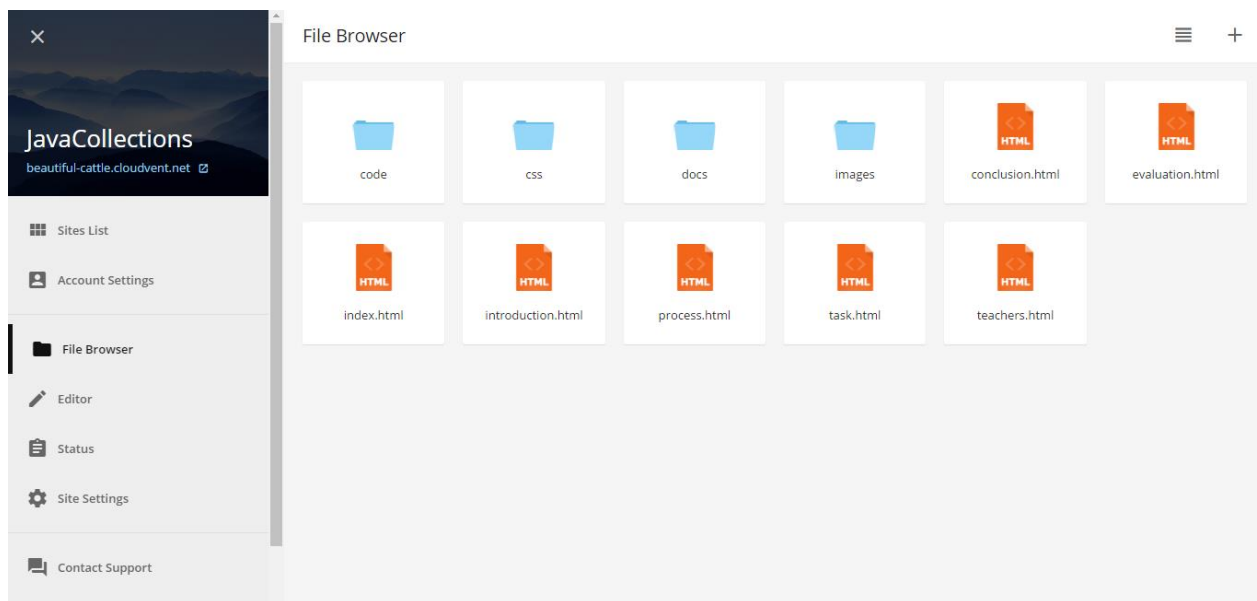 File Browser
JavaCollections
beautiful-cattle.cloudvent.net
Sites List
Account Settings
File Browser
Editor
Status
Site Settings
Contact Support
code
css
docs
images
<>
HTML
conclusion.html
<>
HTML
evaluation.html
<>
HTML
index.html
<>
HTML
introduction.html
<>
HTML
process.html
<>
HTML
task.html
<>
HTML
teachers.html